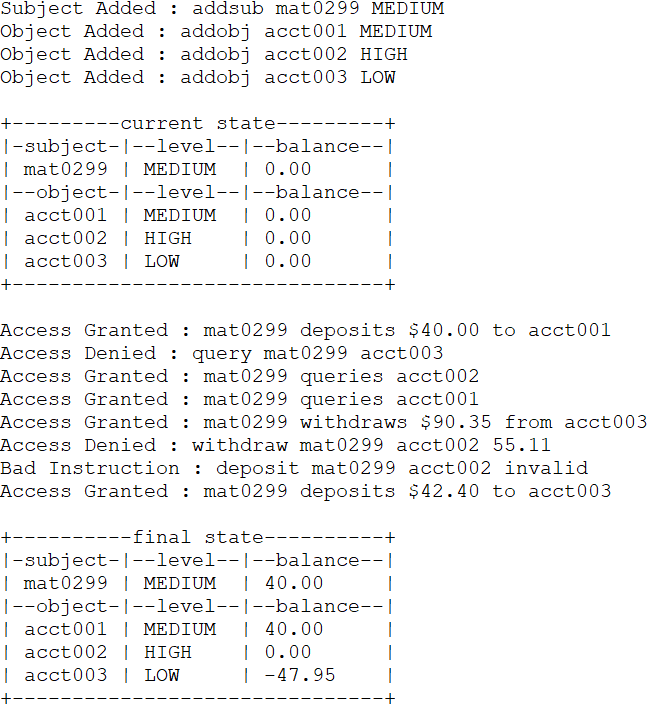 Subject Added : addsub mat0299 MEDIUM
Object Added : addobj acct001 MEDIUM
Object Added : addobj acct002 HIGH
Object Added : addobj acct003 LOW

+---------current state---------+
|-subject-|--level--|--balance--|
| mat0299 | MEDIUM  | 0.00      |
|--object-|--level--|--balance--|
| acct001 | MEDIUM  | 0.00      |
| acct002 | HIGH    | 0.00      |
| acct003 | LOW     | 0.00      |
+-------------------------------+

Access Granted : mat0299 deposits $40.00 to acct001
Access Denied : query mat0299 acct003
Access Granted : mat0299 queries acct002
Access Granted : mat0299 queries acct001
Access Granted : mat0299 withdraws $90.35 from acct003
Access Denied : withdraw mat0299 acct002 55.11
Bad Instruction : deposit mat0299 acct002 invalid
Access Granted : mat0299 deposits $42.40 to acct003

+----------final state----------+
|-subject-|--level--|--balance--|
| mat0299 | MEDIUM  | 40.00     |
|--object-|--level--|--balance--|
| acct001 | MEDIUM  | 40.00     |
| acct002 | HIGH    | 0.00      |
| acct003 | LOW     | -47.95    |
+-------------------------------+